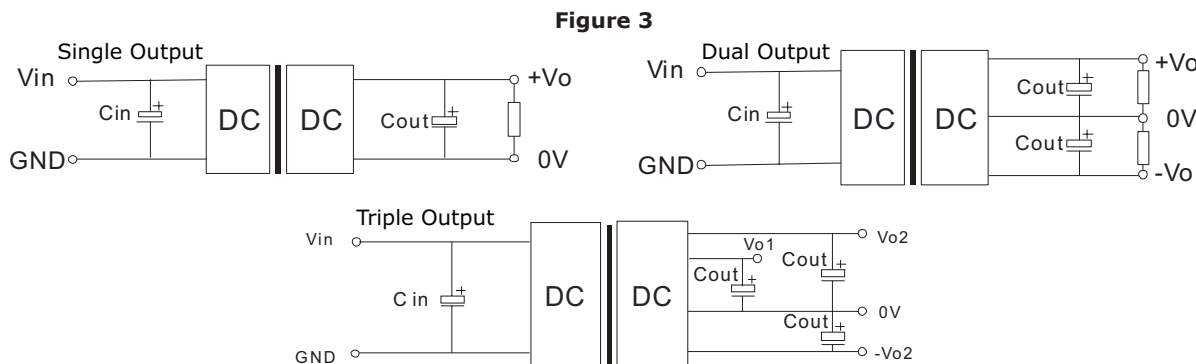 Figure 3
Single Output
Vin
Cin
+
DC
DC
Cout
+
+Vo
GND
0V
Dual Output
Vin
Cin
+
DC
DC
Cout
+
+Vo
0V
Cout
+
GND
-Vo
Triple Output
Vin
C in
+
DC
DC
Vo1
Cout
+
Cout
+
Vo2
0V
Cout
+
GND
-Vo2